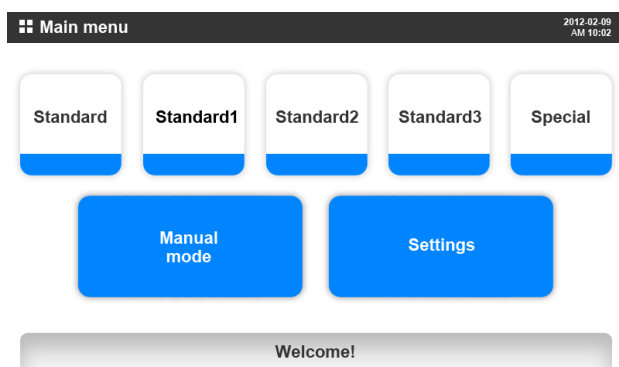 Main menu
2012-02-09
AM 10:02
Standard
Standard1
Standard2
Standard3
Special
Manual
mode
Settings
Welcome!